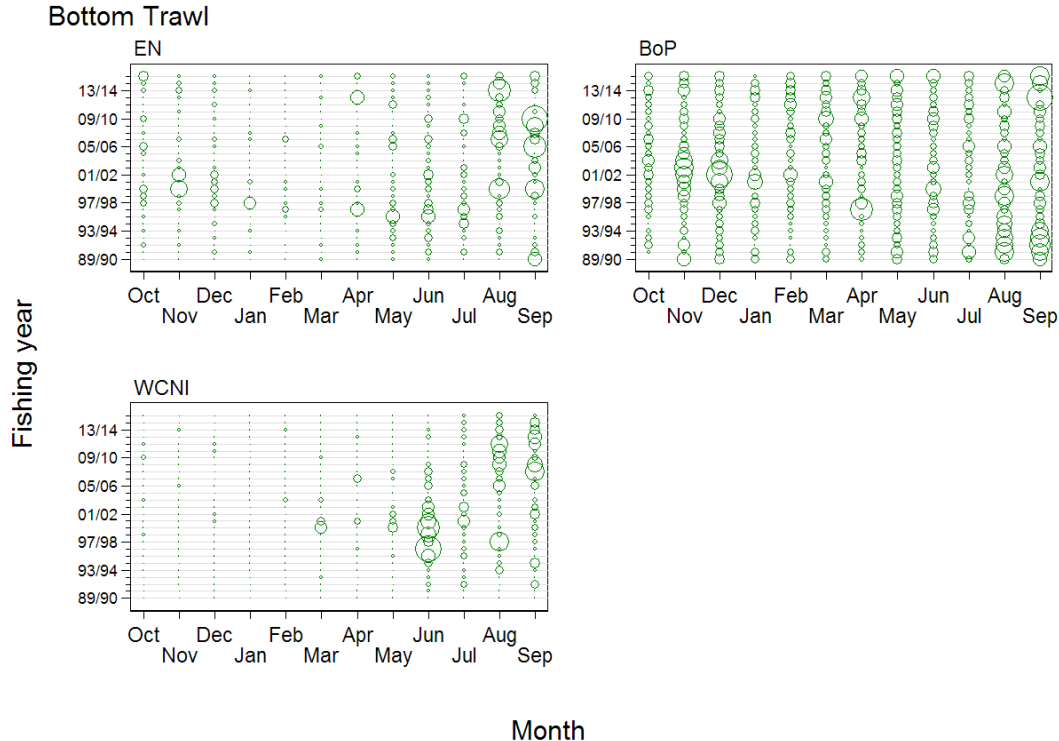 Bottom Trawl
EN
13/14
09/10
05/06
01/02
97/98
93/94
89/90
Oct Dec Feb Apr Jun Aug
Nov Jan Mar May Jul Sep
BoP
13/14
09/10
05/06
01/02
97/98
93/94
89/90
Oct Dec Feb Apr Jun Aug
Nov Jan Mar May Jul Sep
WCNI
13/14
09/10
05/06
01/02
97/98
93/94
89/90
Oct Dec Feb Apr Jun Aug
Nov Jan Mar May Jul Sep
Fishing year
Month